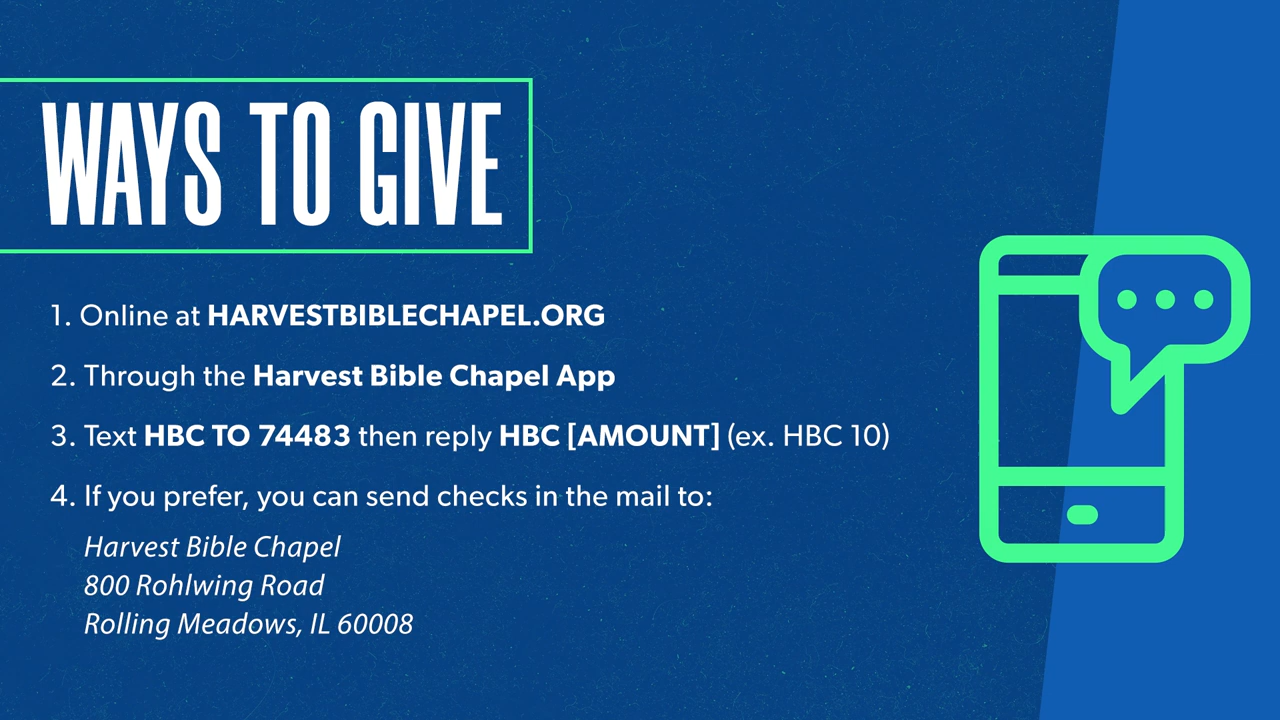 WAYS TO GIVE
1. Online at HARVESTBIBLECHAPEL.ORG
2. Through the Harvest Bible Chapel App
3. Text HBC TO 74483 then reply HBC [AMOUNT] (ex. HBC 10)
4. If you prefer, you can send checks in the mail to:
Harvest Bible Chapel
800 Rohlwing Road
Rolling Meadows, IL 60008